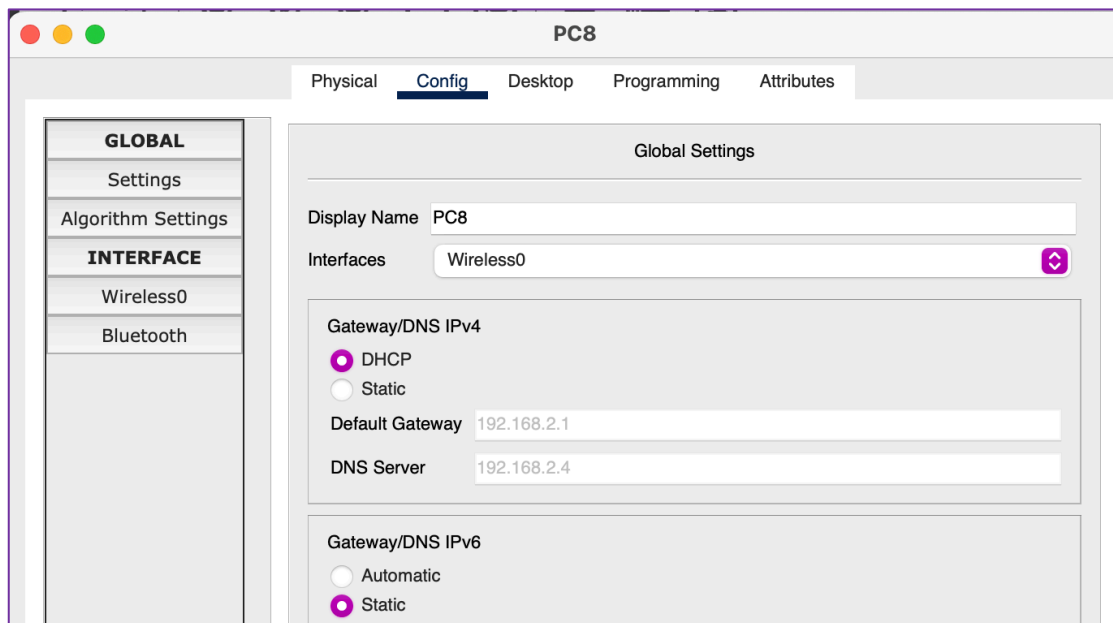 PC8
Physical Config Desktop Programming Attributes
GLOBAL
Settings
Algorithm Settings
INTERFACE
Wireless0
Bluetooth
Global Settings
Display Name PC8
Interfaces Wireless0
Gateway/DNS IPv4
DHCP
Static
Default Gateway 192.168.2.1
DNS Server 192.168.2.4
Gateway/DNS IPv6
Automatic
Static